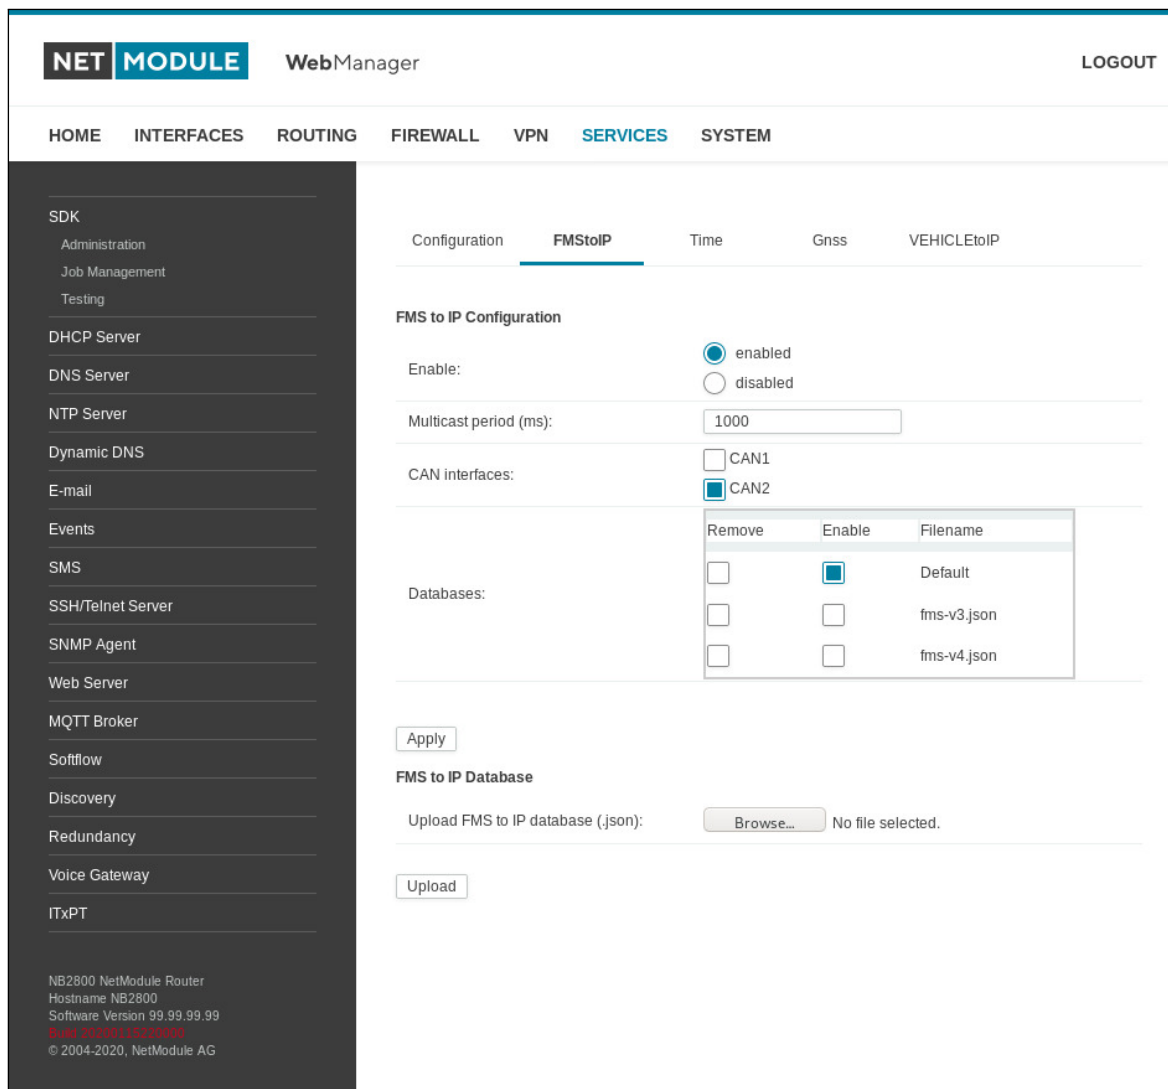 NET MODULE WebManager LOGOUT
HOME INTERFACES ROUTING FIREWALL VPN SERVICES SYSTEM
SDK
Administration
Job Management
Testing
DHCP Server
DNS Server
NTP Server
Dynamic DNS
E-mail
Events
SMS
SSH/Telnet Server
SNMP Agent
Web Server
MQTT Broker
Softflow
Discovery
Redundancy
Voice Gateway
ITxPT
NB2800 NetModule Router
Hostname NB2800
Software Version 99.99.99.99
Build
© 2004-2020, NetModule AG
Configuration FMStoIP Time Gnss VEHICLEtoIP
FMS to IP Configuration
Enable:
enabled
disabled
Multicast period (ms): 1000
CAN interfaces:
CAN1
CAN2
Databases:
Remove Enable Filename
Default
fms-v3.json
fms-v4.json
Apply
FMS to IP Database
Upload FMS to IP database (.json): Browse... No file selected.
Upload